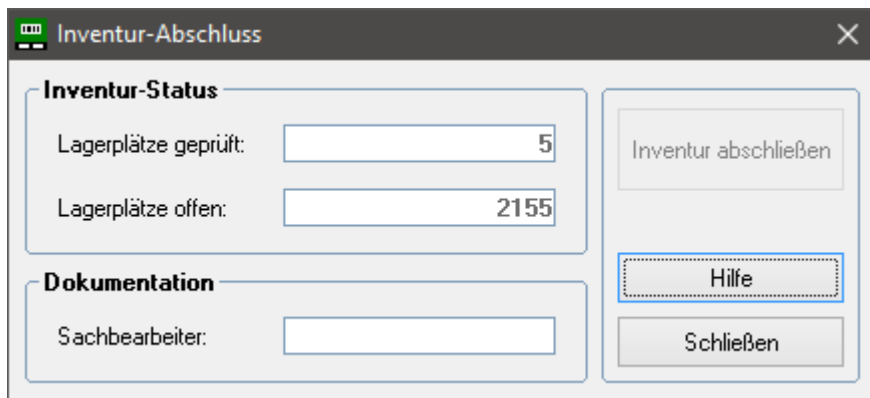 Inventur-Abschluss
Inventur-Status
Lagerplätze geprüft: 5
Lagerplätze offen: 2155
Dokumentation
Sachbearbeiter:
Inventur abschließen
Hilfe
Schließen